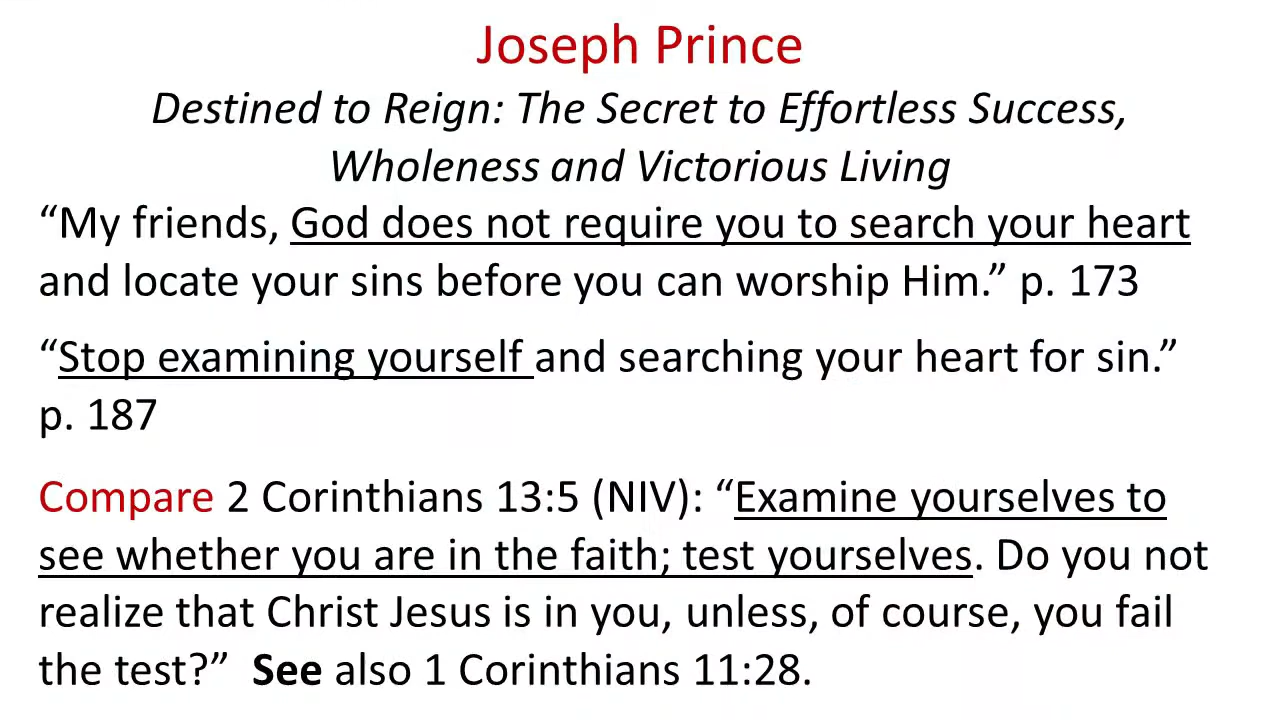 Joseph Prince
Destined to Reign: The Secret to Effortless Success,
Wholeness and Victorious Living
“My friends, God does not require you to search your heart
and locate your sins before you can worship Him.” p. 173
“Stop examining yourself and searching your heart for sin.”
p. 187
Compare 2 Corinthians 13:5 (NIV): “Examine yourselves to
see whether you are in the faith; test yourselves. Do you not
realize that Christ Jesus is in you, unless, of course, you fail
the test?” See also 1 Corinthians 11:28.